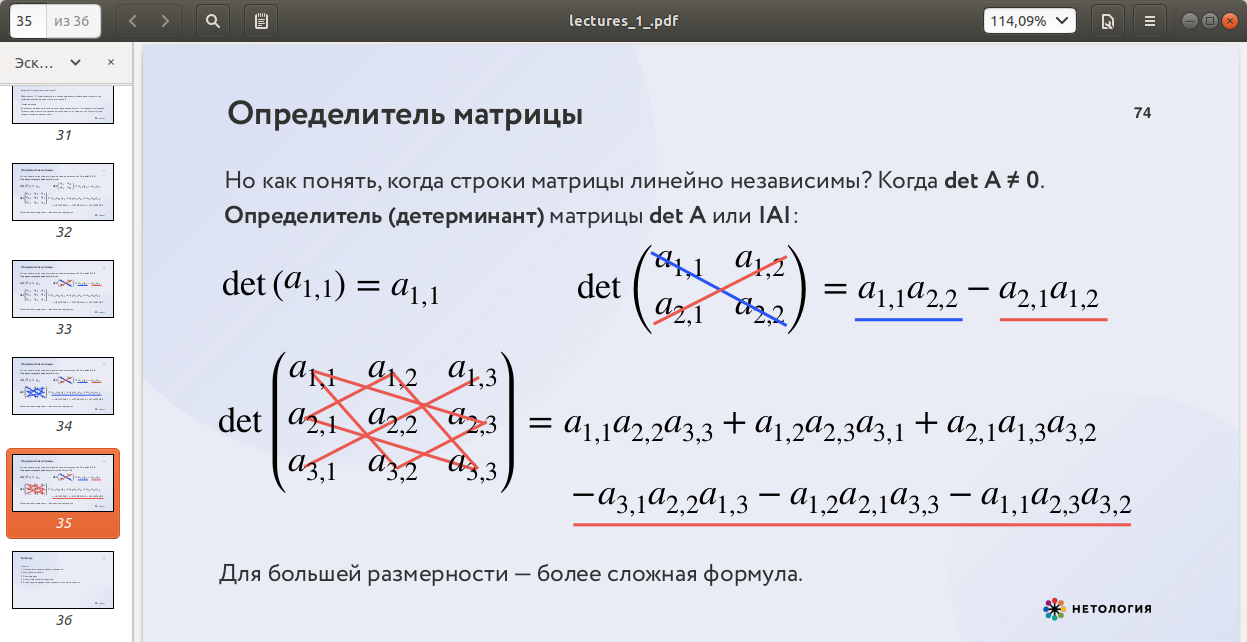 35 из 36 lectures_1_.pdf 114,09%
Эск...
31
32
33
34
35
36
Определитель матрицы
74
Но как понять, когда строки матрицы линейно независимы? Когда det A ≠ 0.
Определитель (детерминант) матрицы det A или |A|:
det (a1,1) = a1,1
det ( a1,1 a1,2
a2,1 a2,2 ) = a1,1a2,2 − a2,1a1,2
det ( a1,1 a1,2 a1,3
a2,1 a2,2 a2,3
a3,1 a3,2 a3,3 ) = a1,1a2,2a3,3 + a1,2a2,3a3,1 + a2,1a1,3a3,2
−a3,1a2,2a1,3 − a1,2a2,1a3,3 − a1,1a2,3a3,2
Для большей размерности — более сложная формула.
НЕТОЛОГИЯ